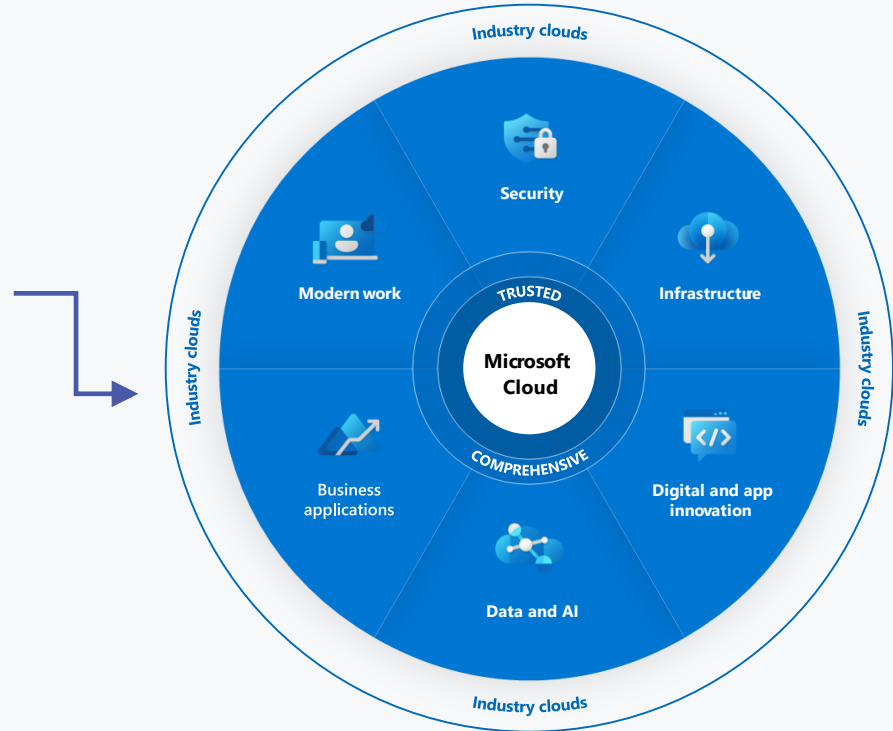 Industry clouds
Security
Modern work
Infrastructure
TRUSTED
Microsoft
Cloud
COMPREHENSIVE
Industry clouds
Industry clouds
Business
applications
Digital and app
innovation
Data and AI
Industry clouds